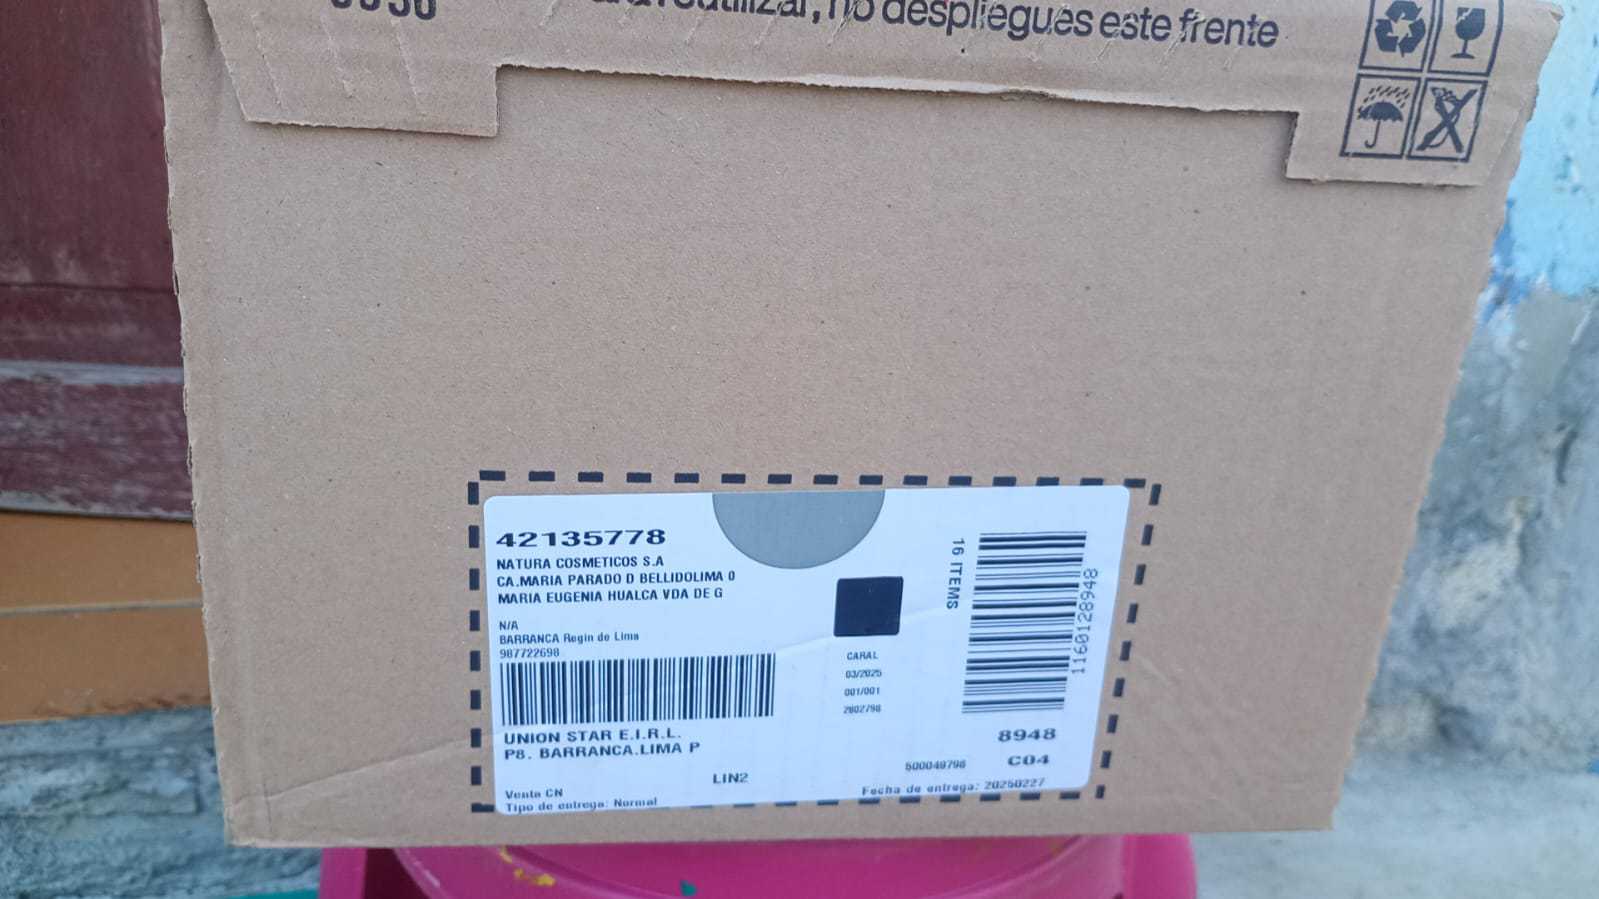 reutilizar, no despliegues este frente
42135778
NATURA COSMETICOS S.A
CA.MARIA PARADO D BELLIDOLIMA 0
MARIA EUGENIA HUALCA VDA DE G
N/A
BARRANCA Regin de Lima
987722698
UNION STAR E.I.R.L.
P8. BARRANCA.LIMA P
LIN2
Venta CN
Tipo de entrega: Normal
CARAL
03/2025
001/001
2802798
16 ITEMS
1160128948
8948
500049798
C04
Fecha de entrega: 20250227